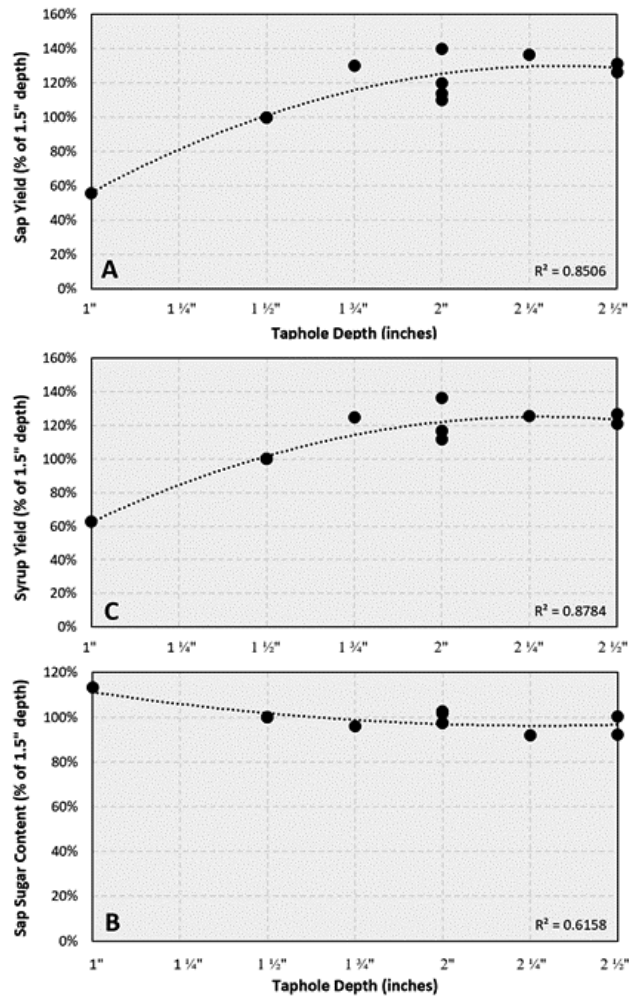 Sap Yield (% of 1.5" depth)
160%
140%
120%
100%
80%
60%
40%
20%
0%
A
R² = 0.8506
1" 1 ¼" 1 ½" 1 ¾" 2" 2 ¼" 2 ½"
Taphole Depth (inches)
Syrup Yield (% of 1.5" depth)
160%
140%
120%
100%
80%
60%
40%
20%
0%
C
R² = 0.8784
1" 1 ¼" 1 ½" 1 ¾" 2" 2 ¼" 2 ½"
Sap Sugar Content (% of 1.5" depth)
120%
100%
80%
60%
40%
20%
0%
B
R² = 0.6158
1" 1 ¼" 1 ½" 1 ¾" 2" 2 ¼" 2 ½"
Taphole Depth (inches)